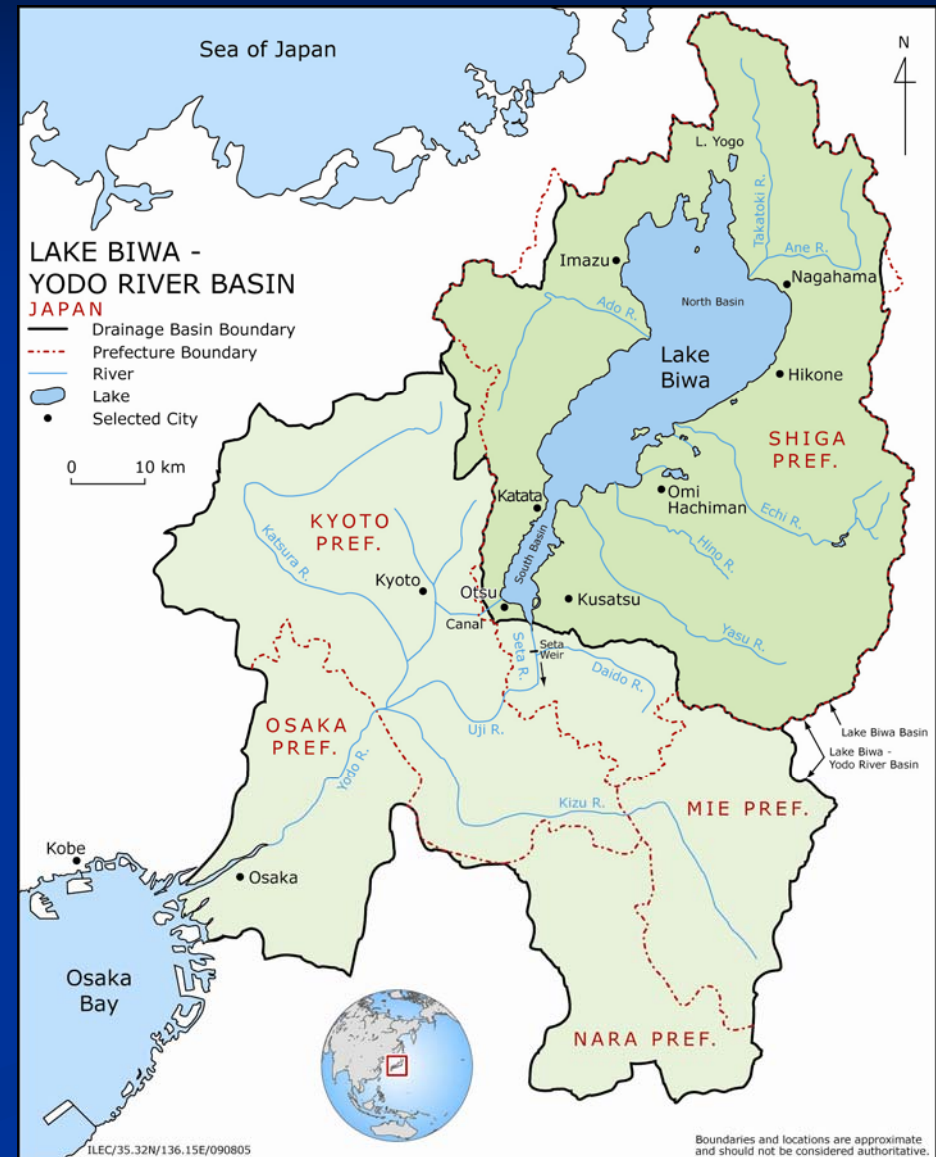 Sea of Japan
N
L. Yogo
Takatoki R.
Ane R.
LAKE BIWA -
YODO RIVER BASIN
JAPAN
Drainage Basin Boundary
Prefecture Boundary
River
Lake
Selected City
0 10 km
Imazu
Nagahama
North Basin
Ado R.
Lake
Biwa
Hikone
SHIGA
PREF.
Katata
Omi
Hachiman
Echi R.
KYOTO
PREF.
Katsura R.
South Basin
Hino R.
Kyoto
Otsu
Kusatsu
Canal
Yasu R.
Seta R.
Seta
Weir
Daido R.
OSAKA
PREF.
Uji R.
Lake Biwa Basin
Lake Biwa -
Yodo River Basin
Yodo R.
Kizu R.
MIE PREF.
Kobe
Osaka
Osaka
Bay
NARA PREF.
ILEC/35.32N/136.15E/090805
Boundaries and locations are approximate
and should not be considered authoritative.